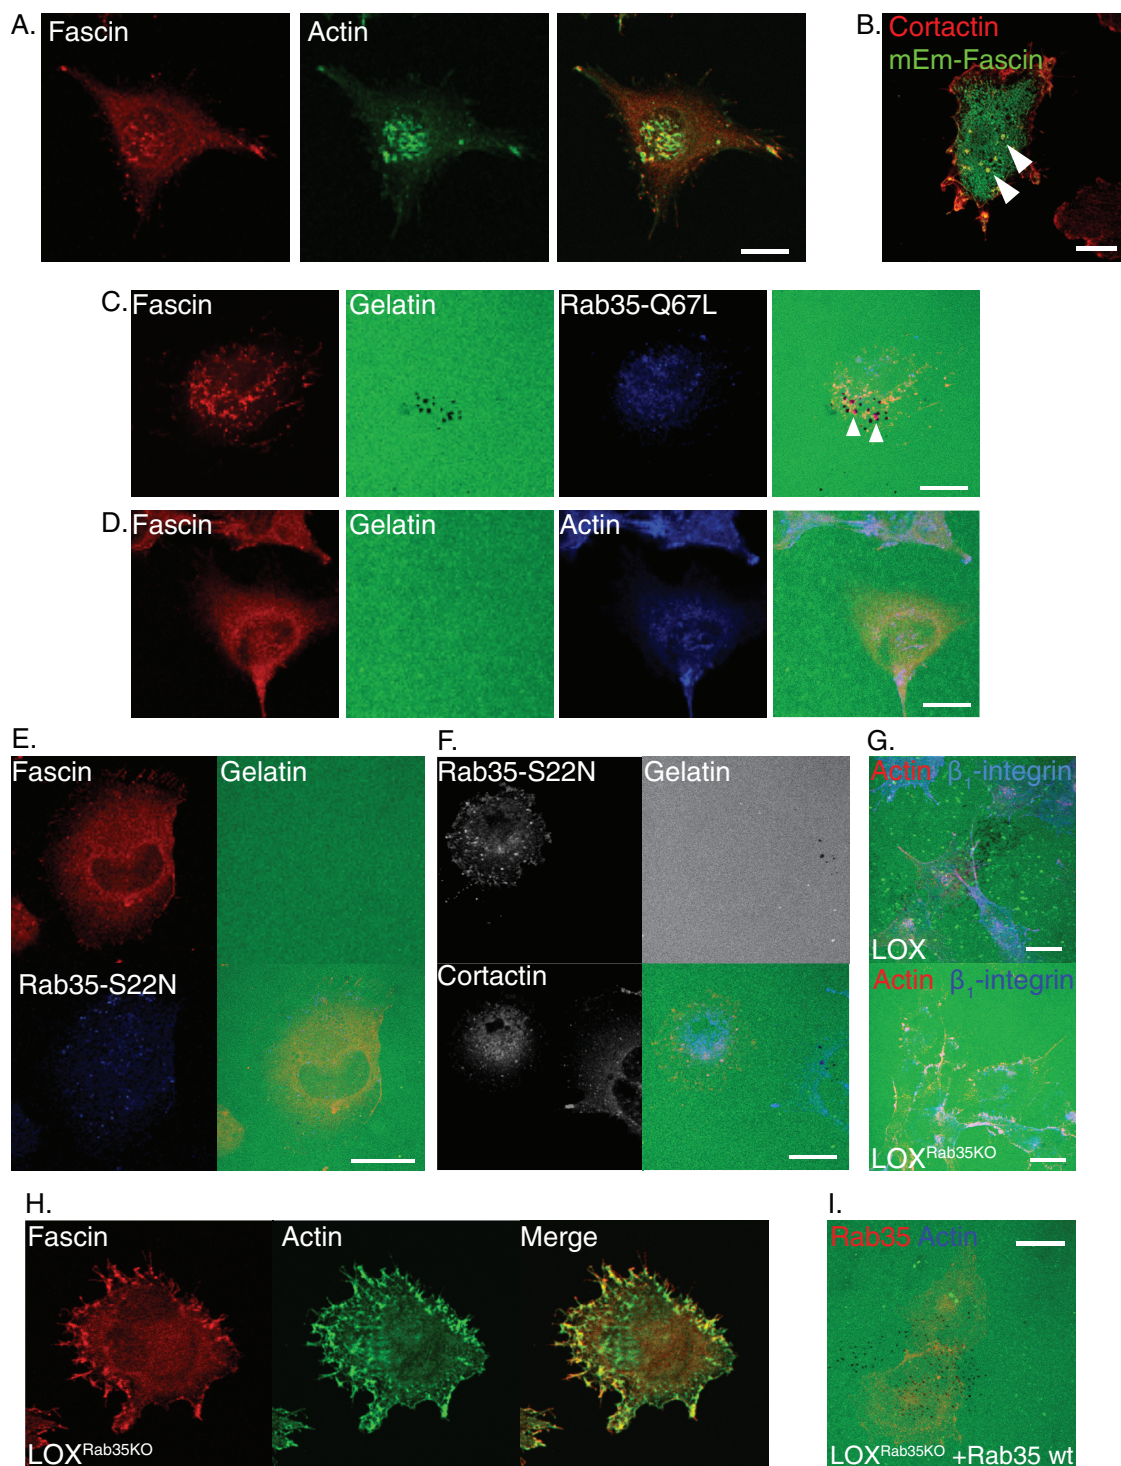 A.
Fascin
Actin
B.
Cortactin
mEm-Fascin
C.
Fascin
Gelatin
Rab35-Q67L
D.
Fascin
Gelatin
Actin
E.
Fascin
Gelatin
Rab35-S22N
F.
Rab35-S22N
Gelatin
Cortactin
G.
Actin β1-integrin
LOX
Actin β1-integrin
LOXRab35KO
H.
Fascin
Actin
Merge
LOXRab35KO
I.
Rab35 Actin
LOXRab35KO +Rab35 wt